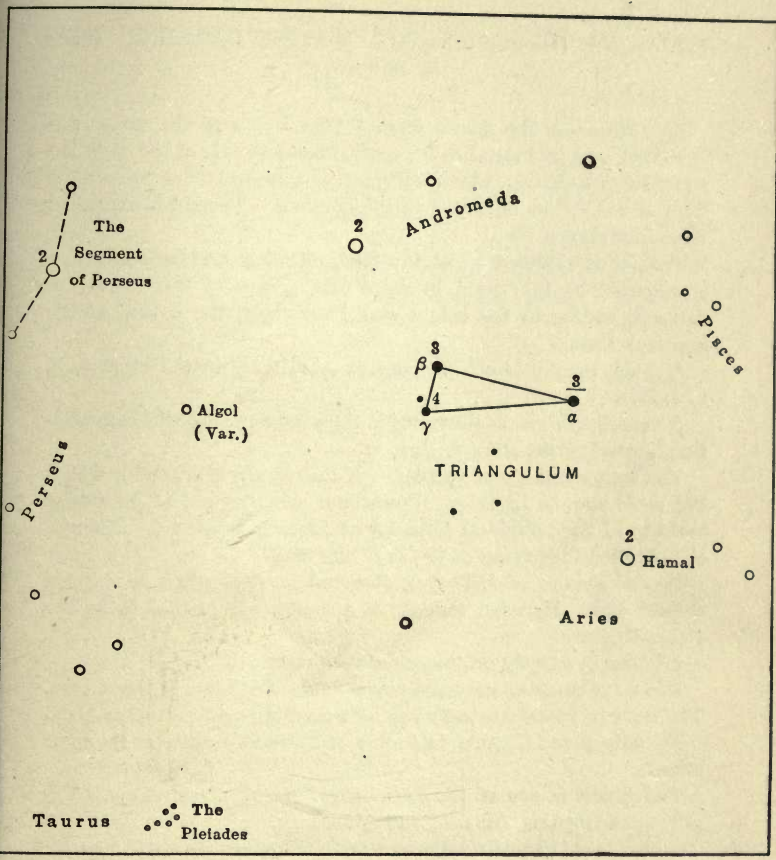 The
2
Segment
of Perseus
2
Andromeda
Pisces
β
3
4
γ
3
α
Algol
(Var.)
Perseus
TRIANGULUM
2
Hamal
Aries
Taurus
The
Pleiades